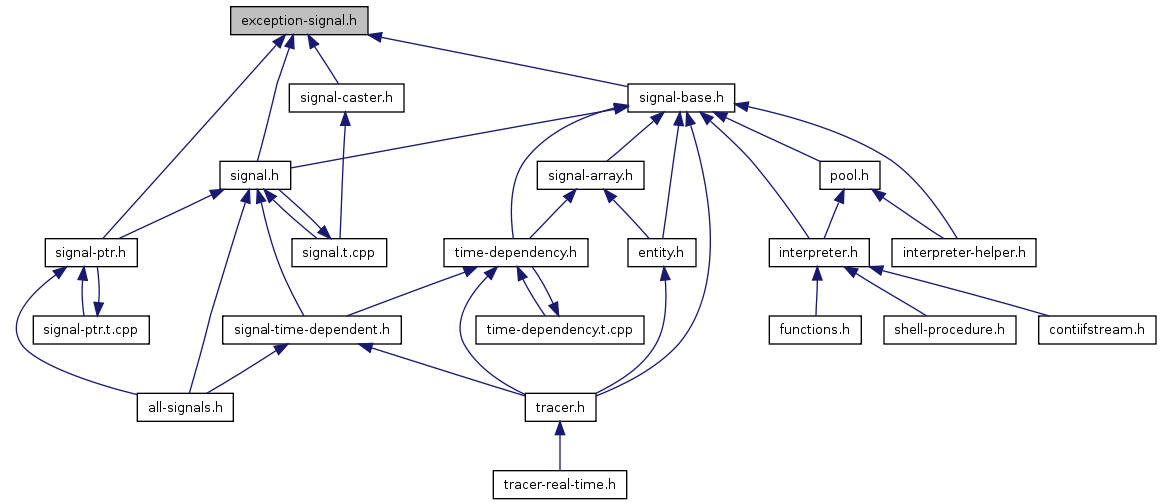 exception-signal.h
signal-caster.h
signal-base.h
signal.h
signal-array.h
pool.h
signal-ptr.h
signal.t.cpp
time-dependency.h
entity.h
interpreter.h
interpreter-helper.h
signal-ptr.t.cpp
signal-time-dependent.h
time-dependency.t.cpp
functions.h
shell-procedure.h
contiifstream.h
all-signals.h
tracer.h
tracer-real-time.h